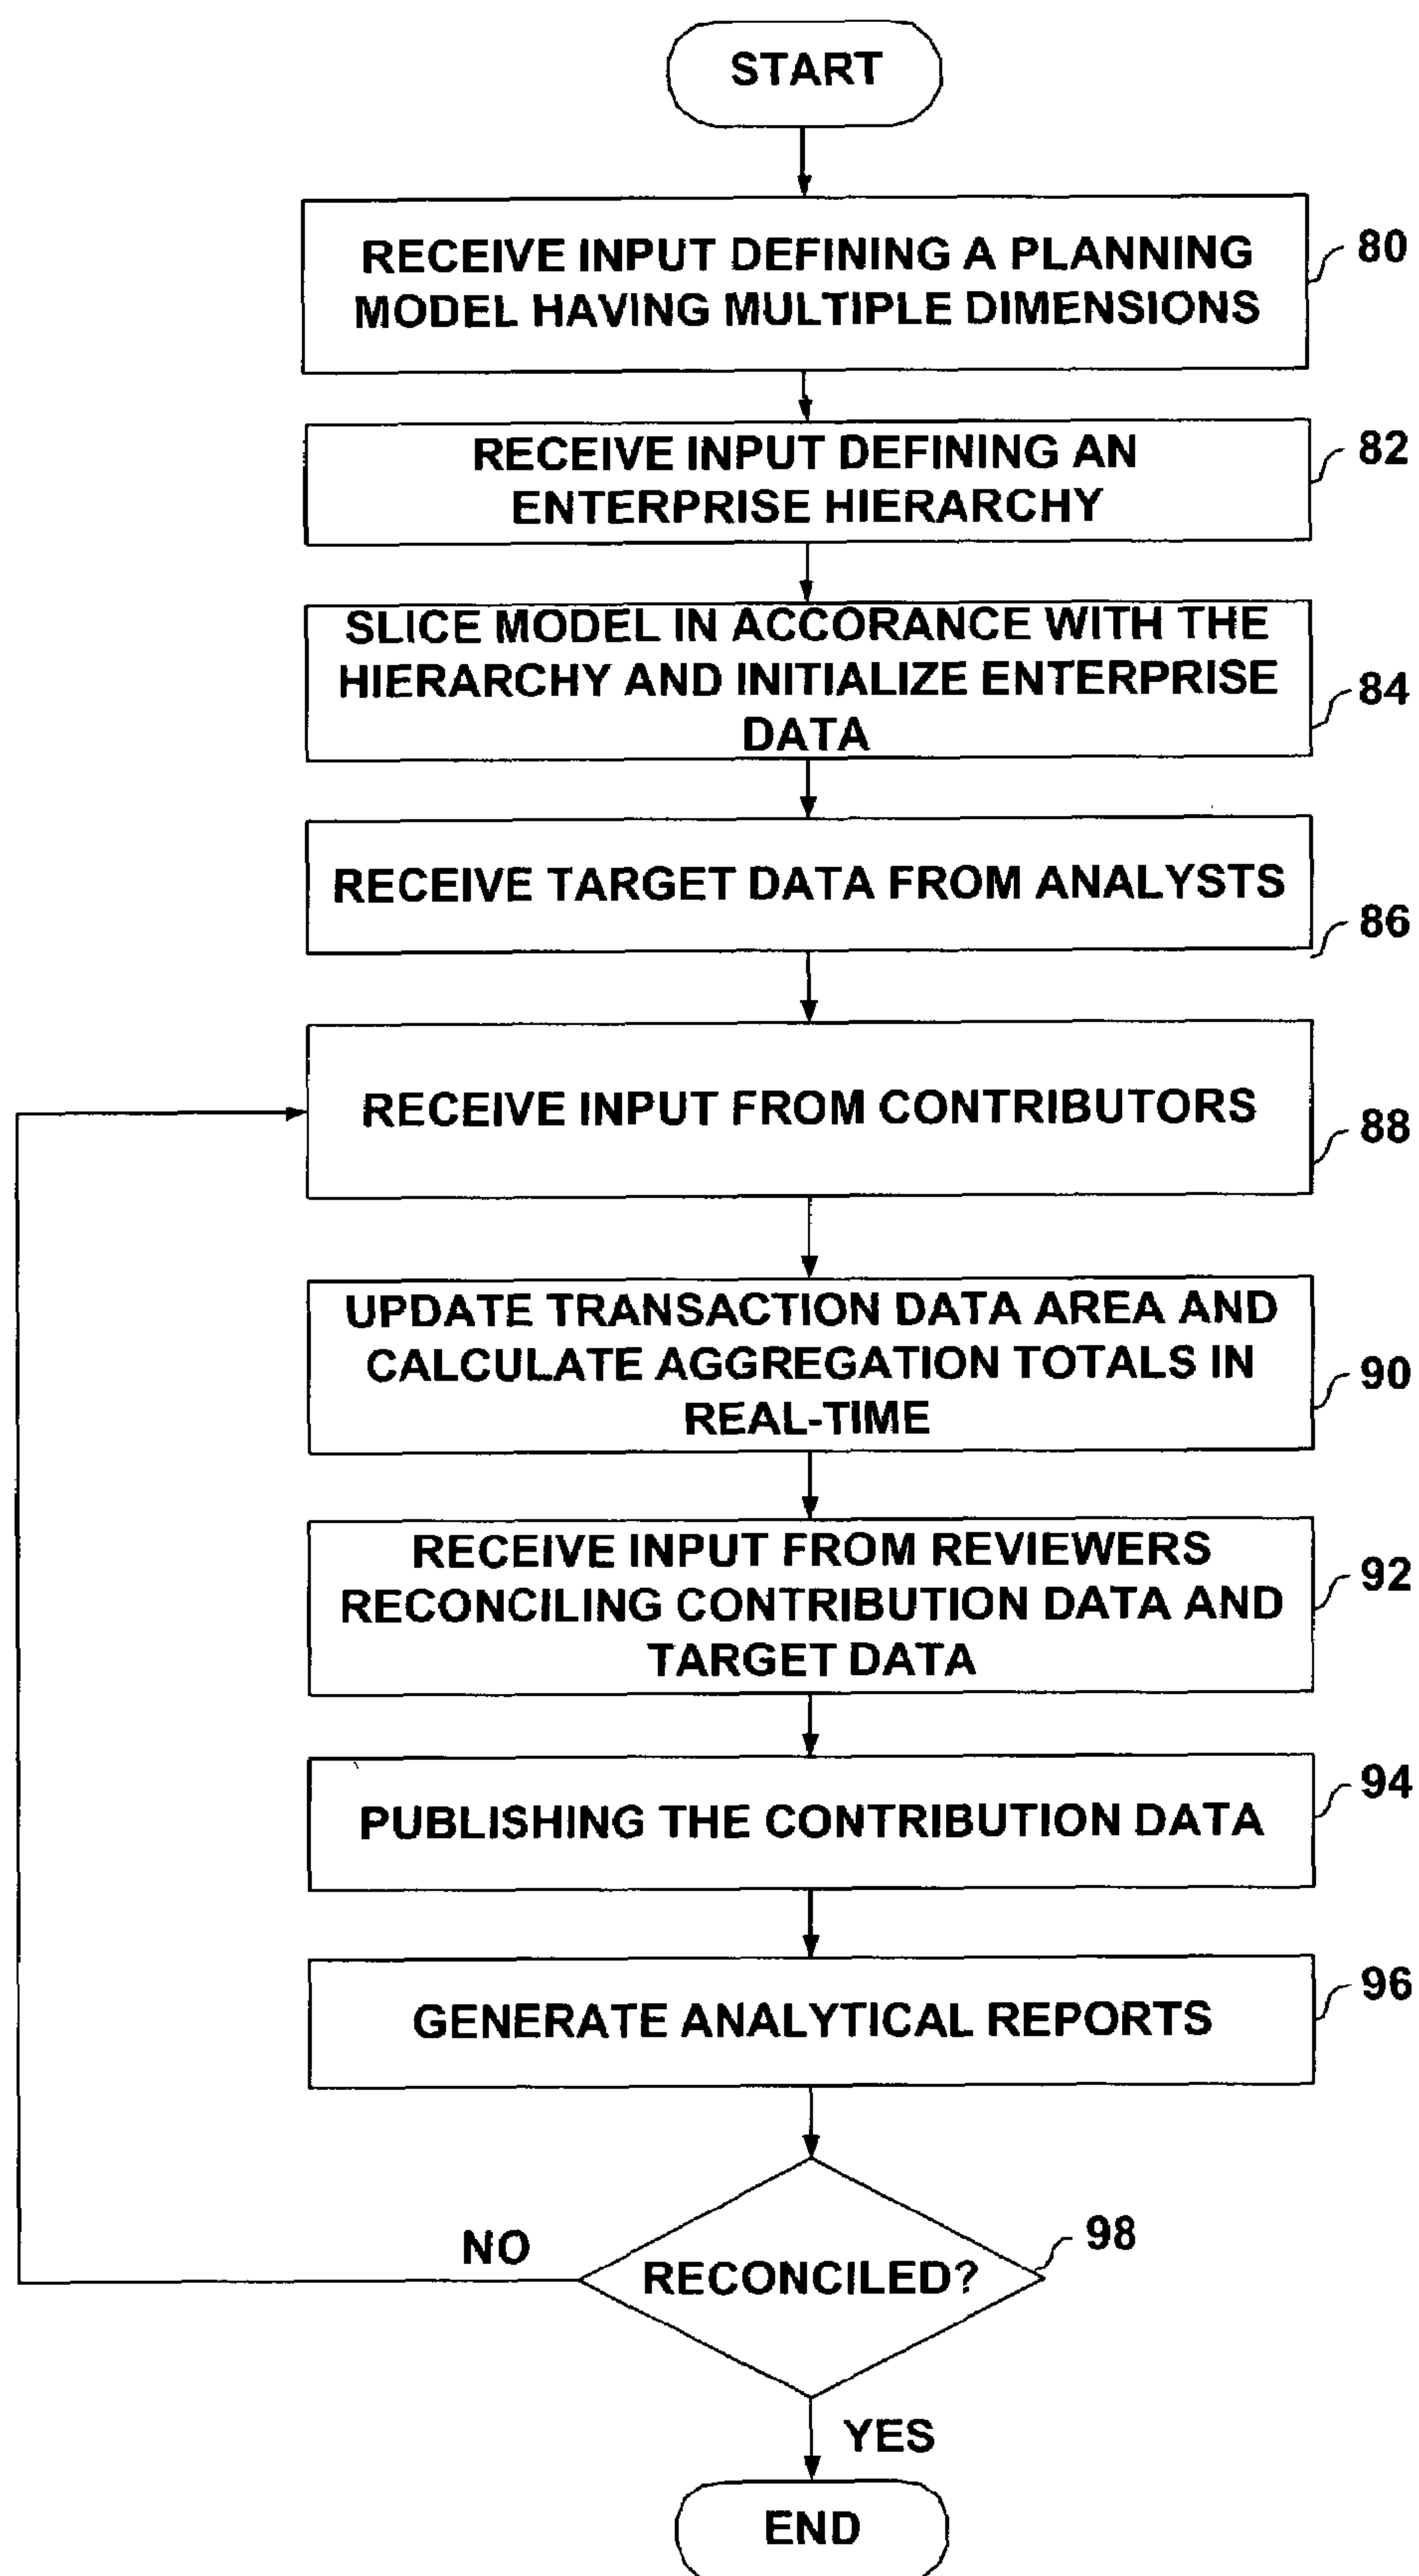 START
RECEIVE INPUT DEFINING A PLANNING
MODEL HAVING MULTIPLE DIMENSIONS
80
RECEIVE INPUT DEFINING AN
ENTERPRISE HIERARCHY
82
SLICE MODEL IN ACCORANCE WITH THE
HIERARCHY AND INITIALIZE ENTERPRISE
DATA
84
RECEIVE TARGET DATA FROM ANALYSTS
86
RECEIVE INPUT FROM CONTRIBUTORS
88
UPDATE TRANSACTION DATA AREA AND
CALCULATE AGGREGATION TOTALS IN
REAL-TIME
90
RECEIVE INPUT FROM REVIEWERS
RECONCILING CONTRIBUTION DATA AND
TARGET DATA
92
PUBLISHING THE CONTRIBUTION DATA
94
GENERATE ANALYTICAL REPORTS
96
RECONCILED?
98
NO
YES
END